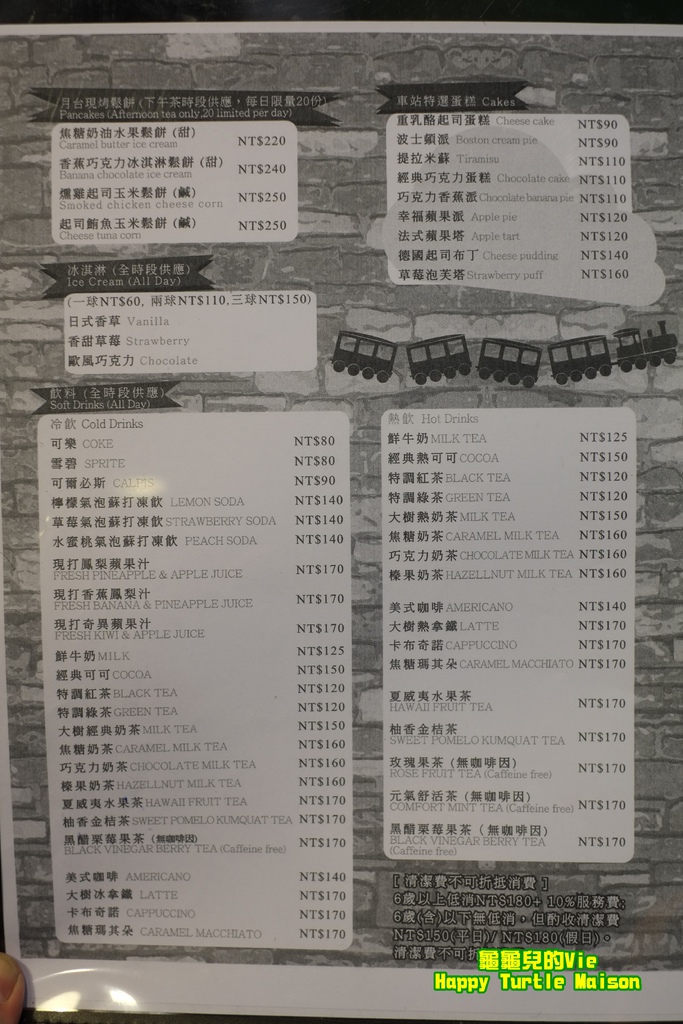 月台現烤鬆餅 (下午茶時段供應，每日限量20份)
Pancakes (Afternoon tea only,20 limited per day)
焦糖奶油水果鬆餅 (甜) NT$220
Caramel butter ice cream
香蕉巧克力冰淇淋鬆餅 (甜) NT$240
Banana chocolate ice cream
燻雞起司玉米鬆餅 (鹹) NT$250
Smoked chicken cheese corn
起司鮪魚玉米鬆餅 (鹹) NT$250
Cheese tuna corn
冰淇淋 (全時段供應)
Ice Cream (All Day)
(一球NT$60, 兩球NT$110,三球NT$150)
日式香草 Vanilla
香甜草莓 Strawberry
歐風巧克力 Chocolate
車站特選蛋糕 Cakes
重乳酪起司蛋糕 Cheese cake NT$90
波士頓派 Boston cream pie NT$90
提拉米蘇 Tiramisu NT$110
經典巧克力蛋糕 Chocolate cake NT$110
巧克力香蕉派 Chocolate banana pie NT$110
幸福蘋果派 Apple pie NT$120
法式蘋果塔 Apple tart NT$120
德國起司布丁 Cheese pudding NT$140
草莓泡芙塔 Strawberry puff NT$160
飲料 (全時段供應)
Soft Drinks (All Day)
冷飲 Cold Drinks
可樂 COKE NT$80
雪碧 SPRITE NT$80
可爾必斯 CALPIS NT$90
檸檬氣泡蘇打凍飲 LEMON SODA NT$140
草莓氣泡蘇打凍飲 STRAWBERRY SODA NT$140
水蜜桃氣泡蘇打凍飲 PEACH SODA NT$140
現打鳳梨蘋果汁 NT$170
FRESH PINEAPPLE & APPLE JUICE
現打香蕉鳳梨汁 NT$170
FRESH BANANA & PINEAPPLE JUICE
現打奇異蘋果汁 NT$170
FRESH KIWI & APPLE JUICE
鮮牛奶 MILK NT$125
經典可可 COCOA NT$150
特調紅茶 BLACK TEA NT$120
特調綠茶 GREEN TEA NT$120
大樹經典奶茶 MILK TEA NT$150
焦糖奶茶 CARAMEL MILK TEA NT$160
巧克力奶茶 CHOCOLATE MILK TEA NT$160
榛果奶茶 HAZELLNUT MILK TEA NT$160
夏威夷水果茶 HAWAII FRUIT TEA NT$170
柚香金桔茶 SWEET POMELO KUMQUAT TEA NT$170
黑醋栗莓果茶 (無咖啡因) NT$170
BLACK VINEGAR BERRY TEA (Caffeine free)
美式咖啡 AMERICANO NT$140
大樹冰拿鐵 LATTE NT$170
卡布奇諾 CAPPUCCINO NT$170
焦糖瑪其朵 CARAMEL MACCHIATO NT$170
熱飲 Hot Drinks
鮮牛奶 MILK TEA NT$125
經典熱可可 COCOA NT$150
特調紅茶 BLACK TEA NT$120
特調綠茶 GREEN TEA NT$120
大樹熱奶茶 MILK TEA NT$150
焦糖奶茶 CARAMEL MILK TEA NT$160
巧克力奶茶 CHOCOLATE MILK TEA NT$160
榛果奶茶 HAZELLNUT MILK TEA NT$160
美式咖啡 AMERICANO NT$140
大樹熱拿鐵 LATTE NT$170
卡布奇諾 CAPPUCCINO NT$170
焦糖瑪其朵 CARAMEL MACCHIATO NT$170
夏威夷水果茶 NT$170
HAWAII FRUIT TEA
柚香金桔茶 NT$170
SWEET POMELO KUMQUAT TEA
玫瑰果茶 (無咖啡因) NT$170
ROSE FRUIT TEA (Caffeine free)
元氣舒活茶 (無咖啡因) NT$170
COMFORT MINT TEA (Caffeine free)
黑醋栗莓果茶 (無咖啡因) NT$170
BLACK VINEGAR BERRY TEA
(Caffeine free)
[ 清潔費不可折抵消費 ]
6歲以上低消NT$180+ 10%服務費;
6歲(含)以下無低消，但酌收清潔費
NT$150(平日)/ NT$180(假日)。
清潔費不可折
龜龜兒的Vie
Happy Turtle Maison